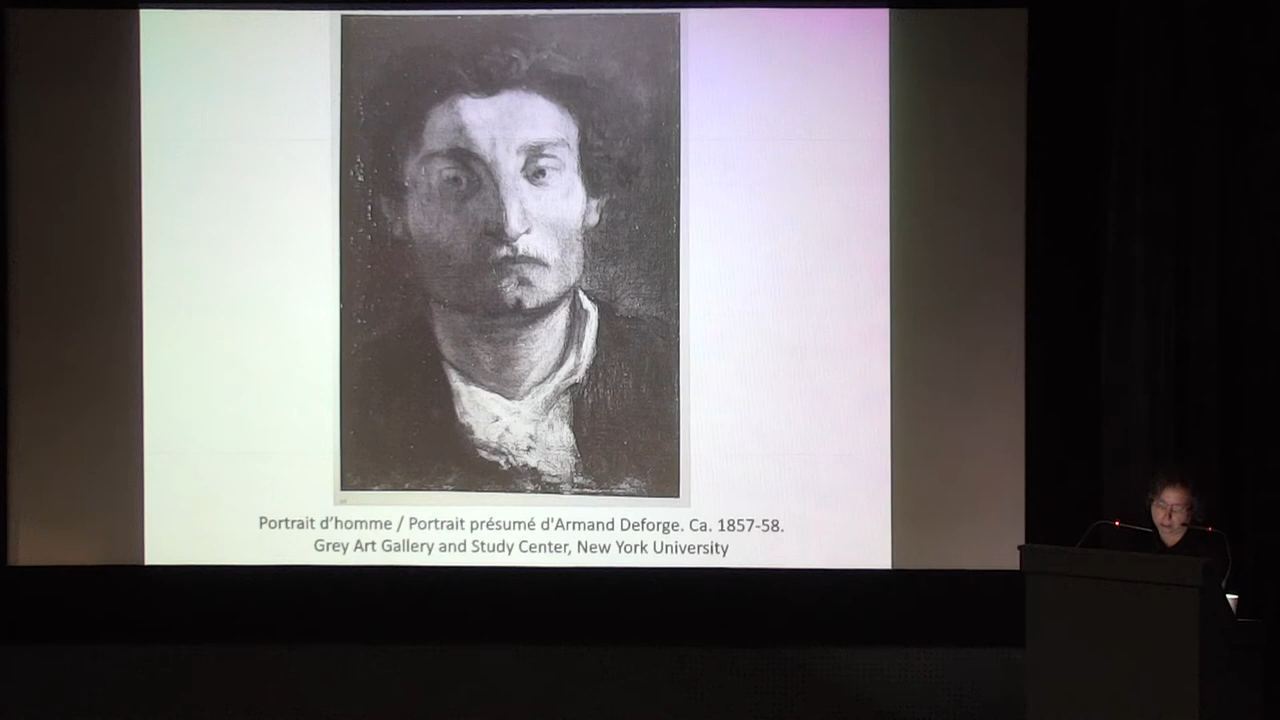 Portrait d’homme / Portrait présumé d'Armand Deforge. Ca. 1857-58.
Grey Art Gallery and Study Center, New York University